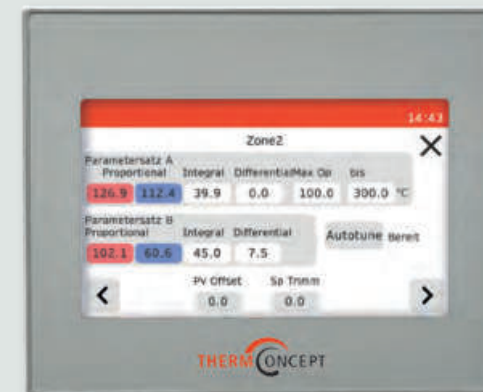 14:43
Zone2
Parametersatz A
Proportional Integral Differential Max Op bis
126.9 112.4 39.9 0.0 100.0 300.0 °C
Parametersatz B
Proportional Integral Differential
102.1 60.6 45.0 7.5 Autotune Bereit
PV Offset Sp Trimm
0.0 0.0
THERMCONCEPT